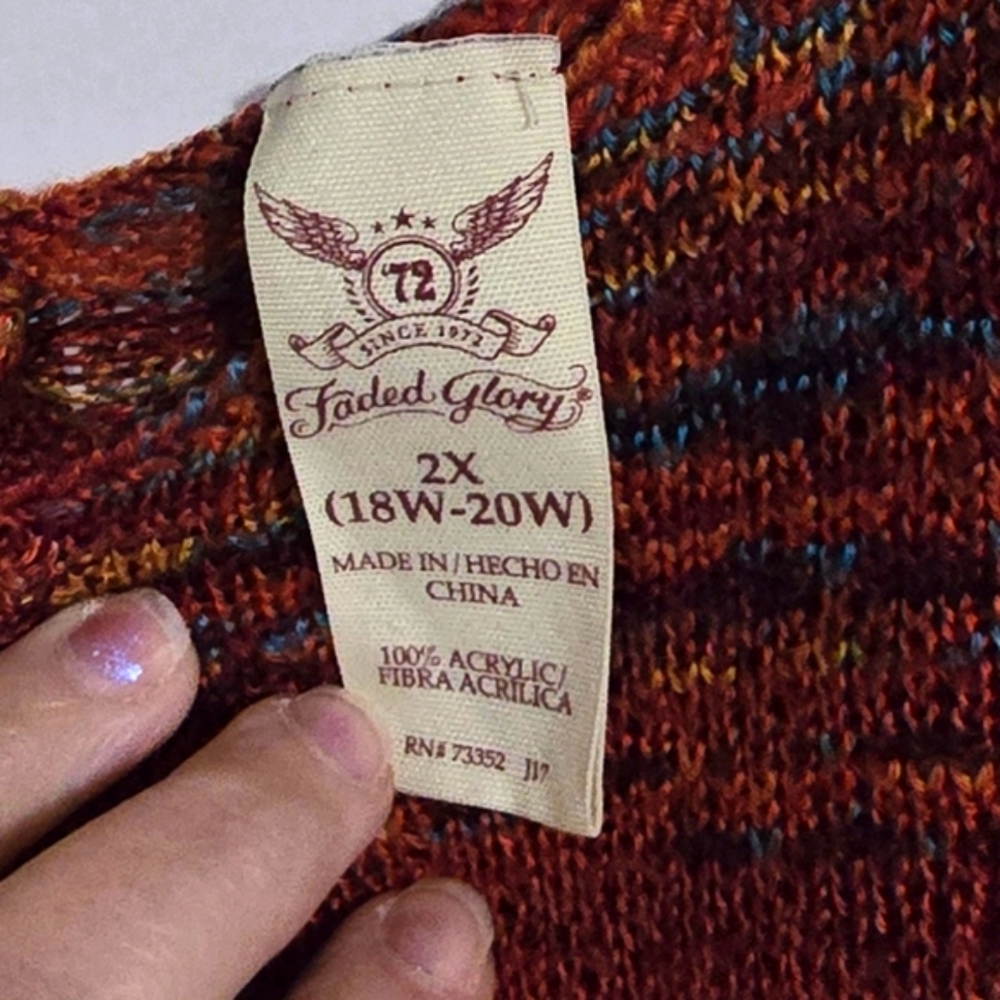 '72
SINCE 1972
Faded Glory
2X
(18W-20W)
MADE IN/HECHO EN
CHINA
100% ACRYLIC/
FIBRA ACRILICA
RN# 73352 J17